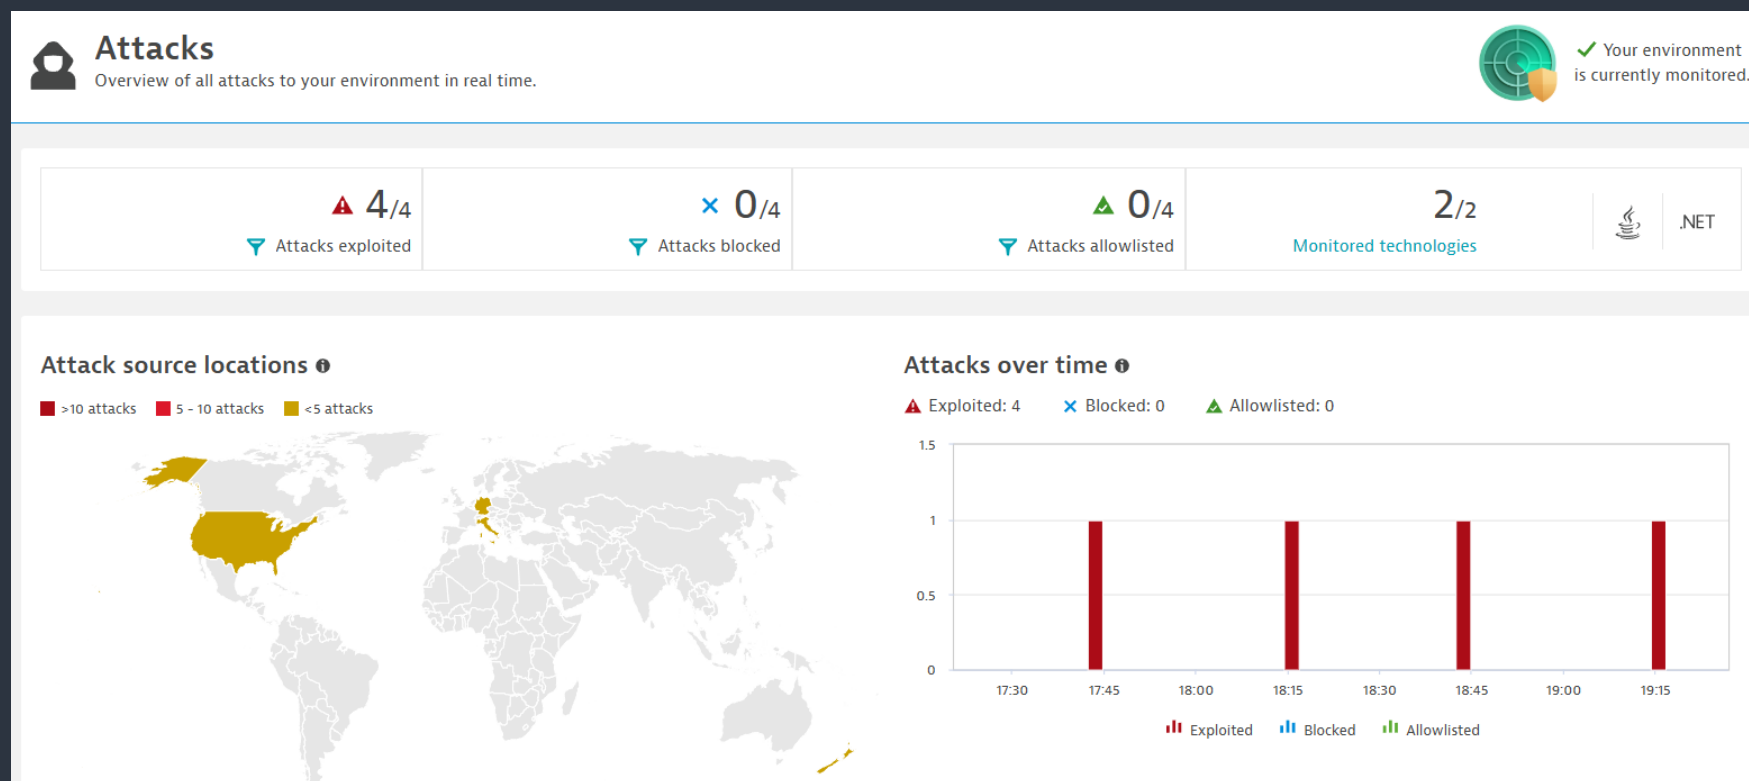 Attacks
Overview of all attacks to your environment in real time.
Your environment
is currently monitored.
4/4
Attacks exploited
0/4
Attacks blocked
0/4
Attacks allowlisted
2/2
Monitored technologies
.NET
Attack source locations
>10 attacks 5 - 10 attacks <5 attacks
Attacks over time
Exploited: 4 Blocked: 0 Allowlisted: 0
1.5
1
0.5
0
17:30 17:45 18:00 18:15 18:30 18:45 19:00 19:15
Exploited Blocked Allowlisted